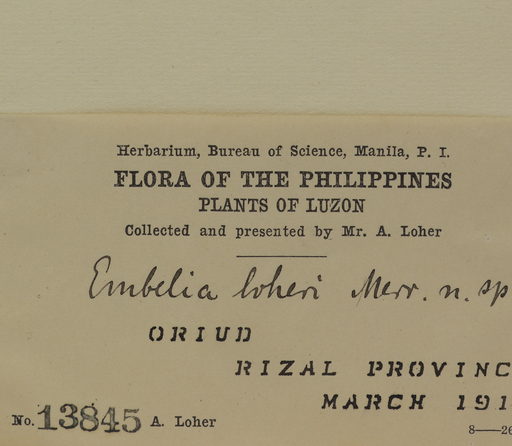 Herbarium, Bureau of Science, Manila, P. I.
FLORA OF THE PHILIPPINES
PLANTS OF LUZON
Collected and presented by Mr. A. Loher
Embelia loheri Merr. n. sp
ORIUD
RIZAL PROVINC
MARCH 191
No. 13845 A. Loher
8—26